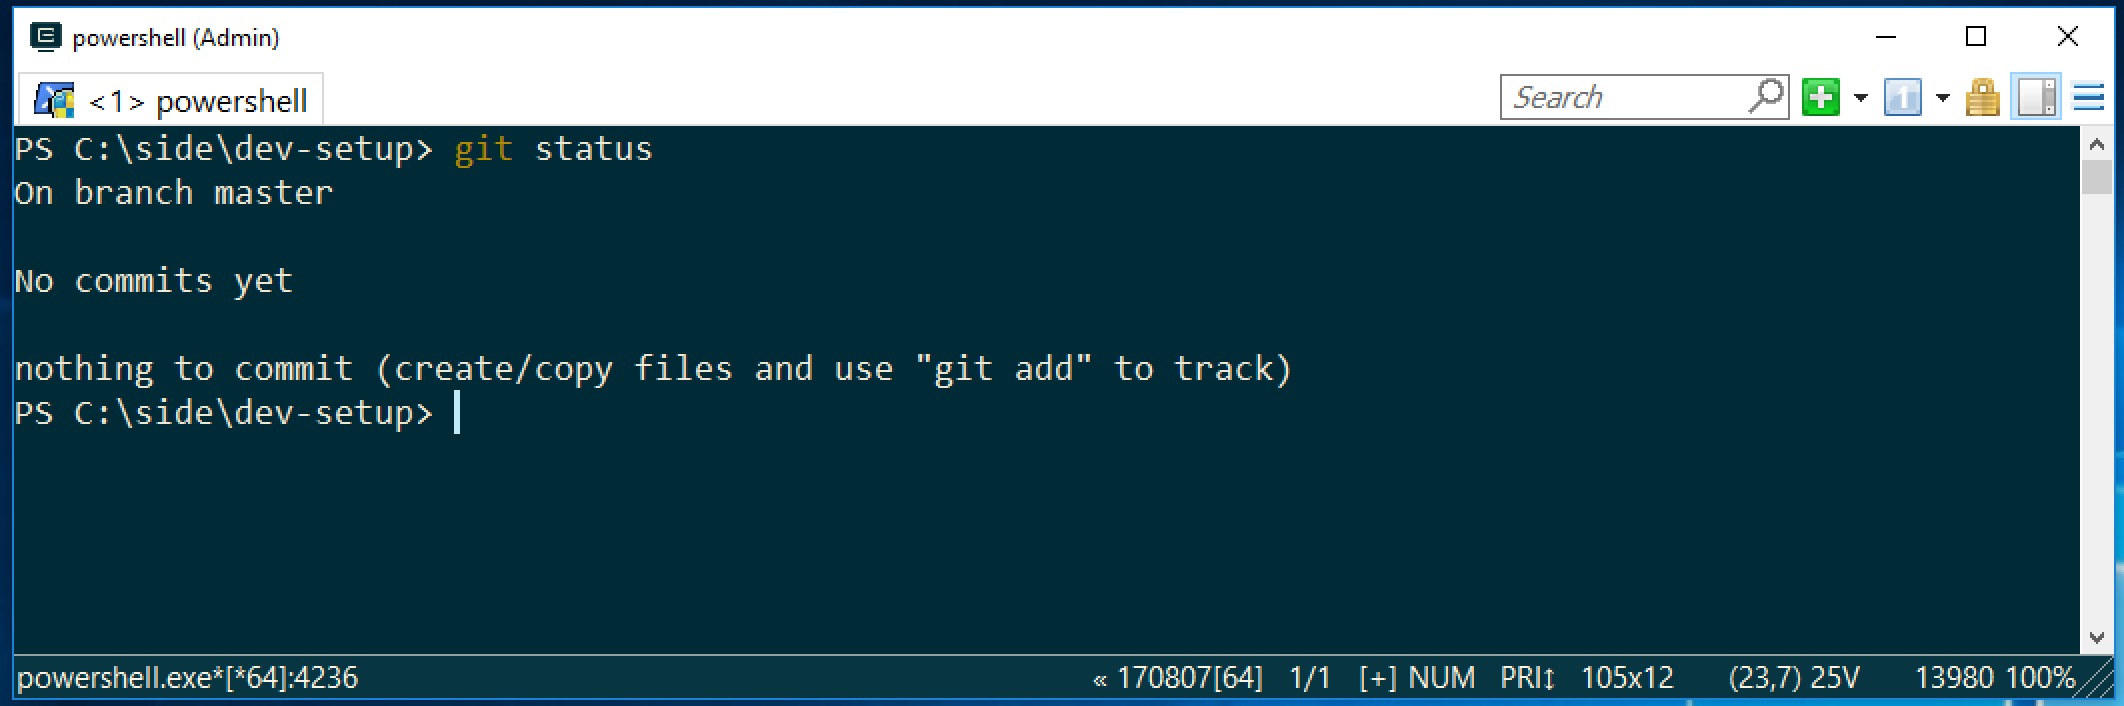 powershell (Admin)
<1> powershell
Search
1
PS C:\side\dev-setup> git status
On branch master
No commits yet
nothing to commit (create/copy files and use "git add" to track)
PS C:\side\dev-setup>
powershell.exe*[*64]:4236 « 170807[64] 1/1 [+] NUM PRI↕ 105x12 (23,7) 25V 13980 100%